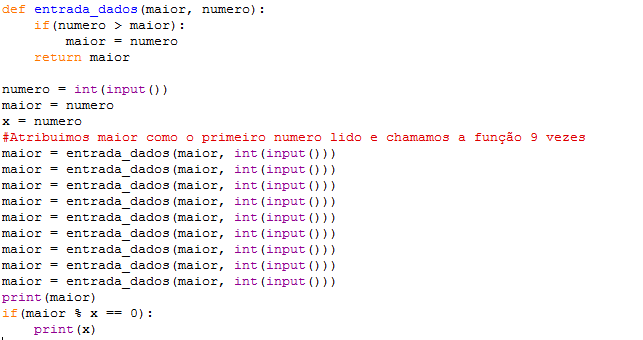 def entrada_dados(maior, numero):
    if(numero > maior):
        maior = numero
    return maior

numero = int(input())
maior = numero
x = numero
#Atribuimos maior como o primeiro numero lido e chamamos a função 9 vezes
maior = entrada_dados(maior, int(input()))
maior = entrada_dados(maior, int(input()))
maior = entrada_dados(maior, int(input()))
maior = entrada_dados(maior, int(input()))
maior = entrada_dados(maior, int(input()))
maior = entrada_dados(maior, int(input()))
maior = entrada_dados(maior, int(input()))
maior = entrada_dados(maior, int(input()))
maior = entrada_dados(maior, int(input()))
print(maior)
if(maior % x == 0):
    print(x)